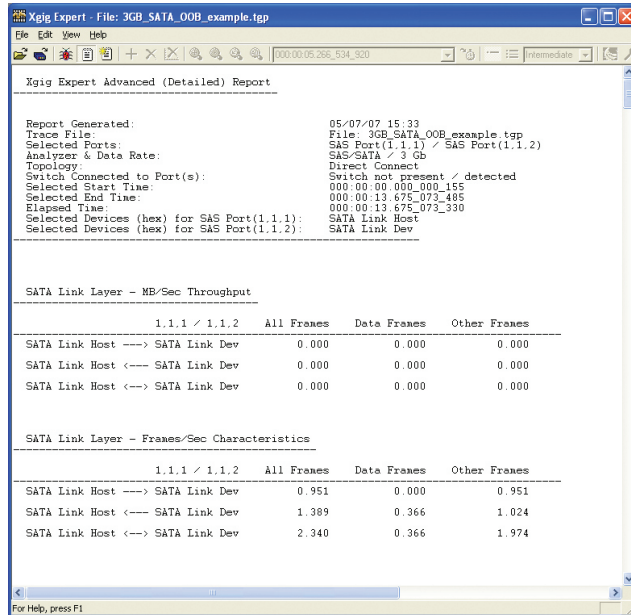 Xgig Expert - File: 3GB_SATA_OOB_example.tgp
File Edit View Help
000:00:05.266_534_920 Intermediate
Xgig Expert Advanced (Detailed) Report
Report Generated: 05/07/07 15:33
Trace File: File: 3GB_SATA_OOB_example.tgp
Selected Ports: SAS Port(1,1,1) / SAS Port(1,1,2)
Analyzer & Data Rate: SAS/SATA / 3 Gb
Topology: Direct Connect
Switch Connected to Port(s): Switch not present / detected
Selected Start Time: 000:00:00.000_000_155
Selected End Time: 000:00:13.675_073_485
Elapsed Time: 000:00:13.675_073_330
Selected Devices (hex) for SAS Port(1,1,1): SATA Link Host
Selected Devices (hex) for SAS Port(1,1,2): SATA Link Dev
SATA Link Layer - MB/Sec Throughput
1,1,1 / 1,1,2 All Frames Data Frames Other Frames
SATA Link Host ---> SATA Link Dev 0.000 0.000 0.000
SATA Link Host <--- SATA Link Dev 0.000 0.000 0.000
SATA Link Host <--> SATA Link Dev 0.000 0.000 0.000
SATA Link Layer - Frames/Sec Characteristics
1,1,1 / 1,1,2 All Frames Data Frames Other Frames
SATA Link Host ---> SATA Link Dev 0.951 0.000 0.951
SATA Link Host <--- SATA Link Dev 1.389 0.366 1.024
SATA Link Host <--> SATA Link Dev 2.340 0.366 1.974
For Help, press F1